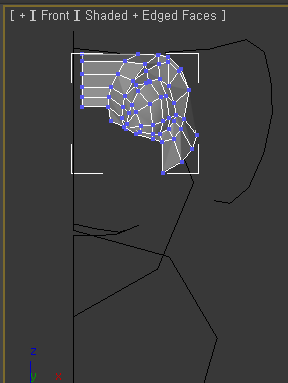 [ + ][ Front ][ Shaded + Edged Faces ]
z
y
x